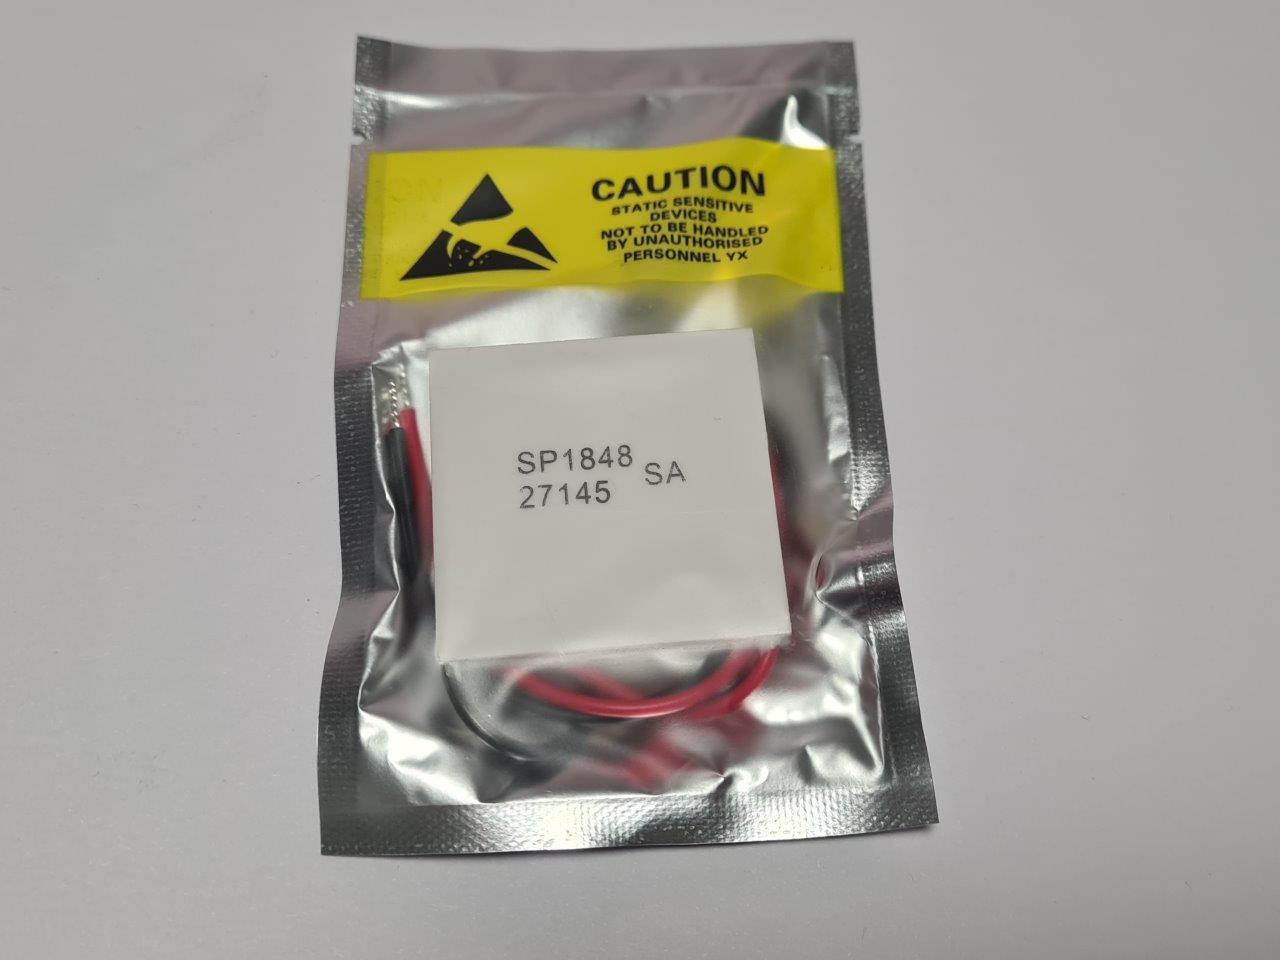 CAUTION
STATIC SENSITIVE
DEVICES
NOT TO BE HANDLED
BY UNAUTHORISED
PERSONNEL YX
SP1848 SA
27145